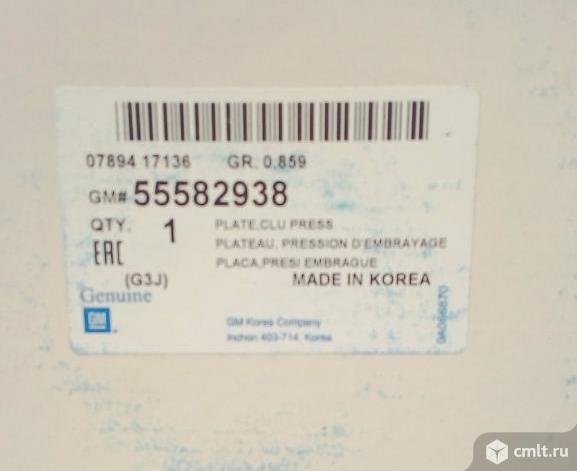 07894 17136 GR. 0.859
GM# 55582938
QTY. 1 PLATE,CLU PRESS
PLATEAU, PRESSION D'EMBRAYAGE
EAC PLACA,PRESI EMBRAGUE
(G3J) MADE IN KOREA
Genuine
GM
GM Korea Company
Inchon 403-714, Korea
cmlt.ru